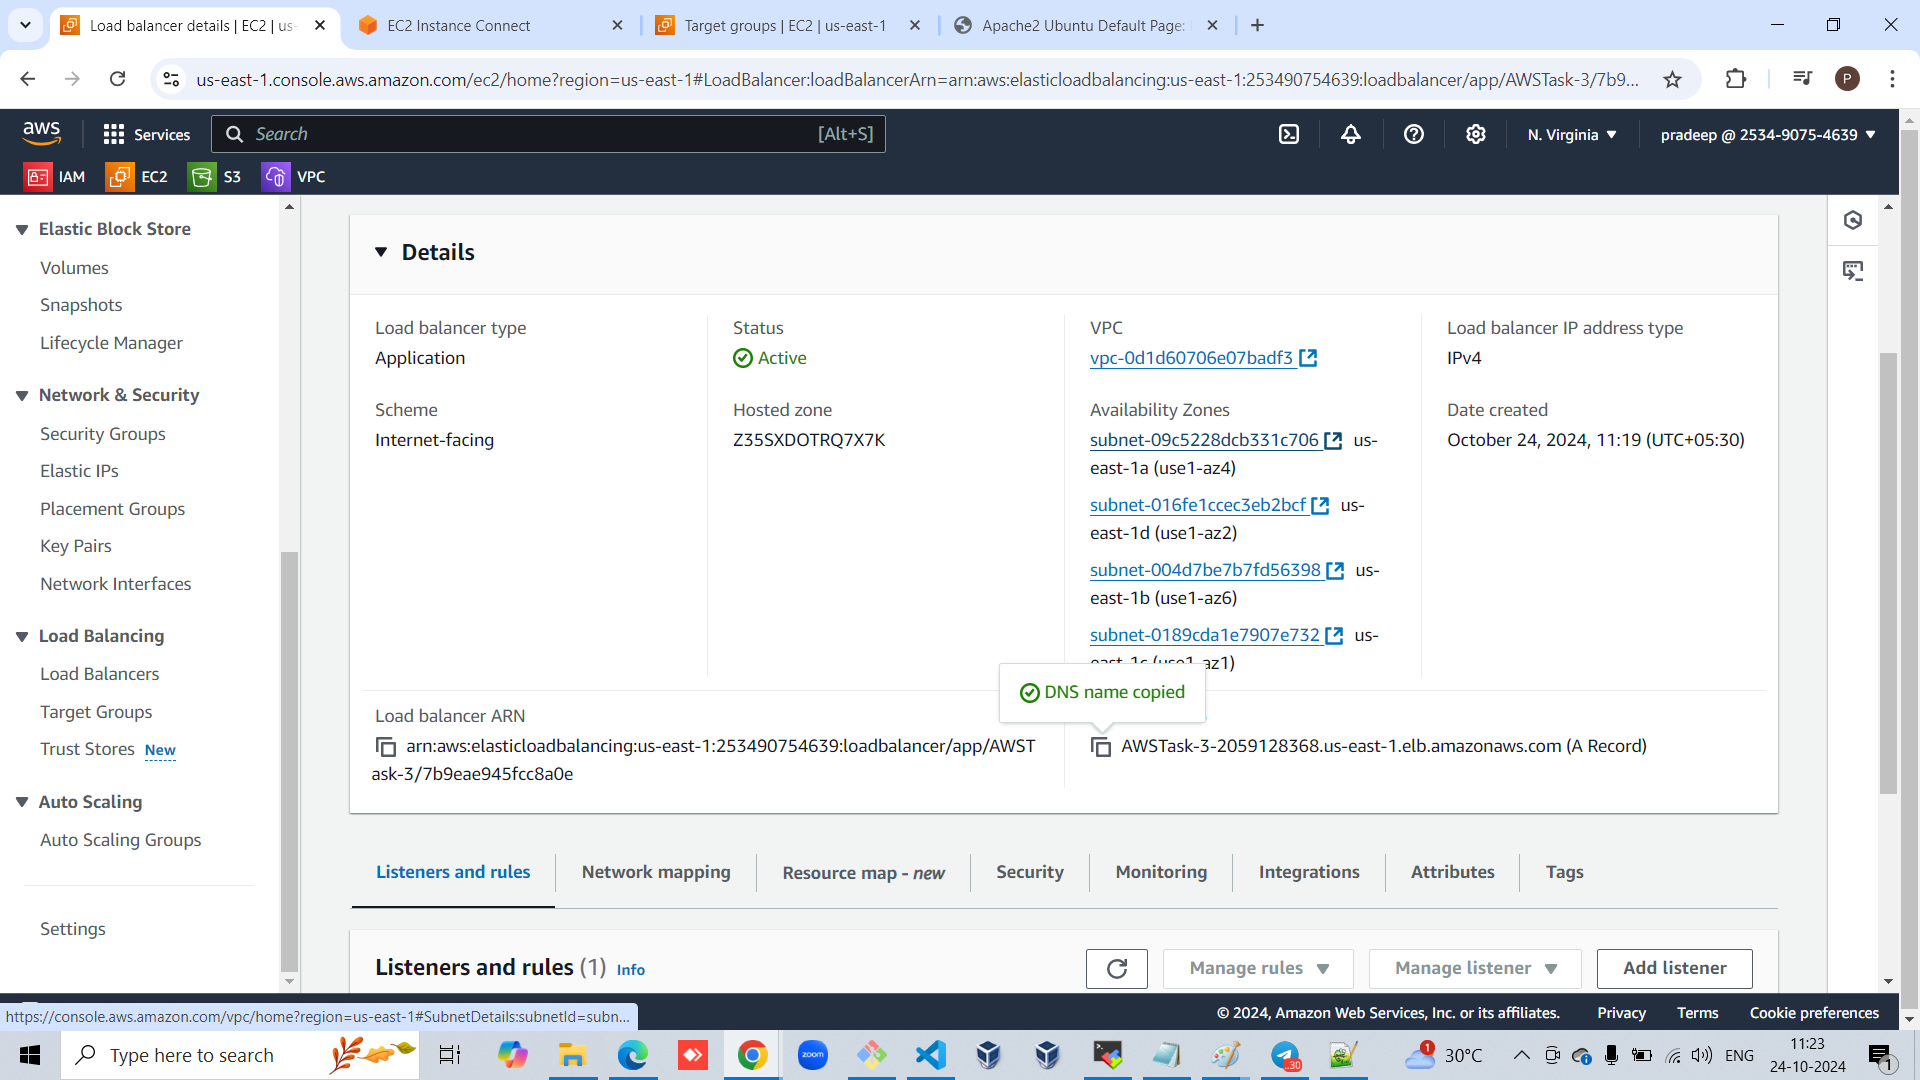 Load balancer details | EC2 | us-
EC2 Instance Connect
Target groups | EC2 | us-east-1
Apache2 Ubuntu Default Page:
us-east-1.console.aws.amazon.com/ec2/home?region=us-east-1#LoadBalancer:loadBalancerArn=arn:aws:elasticloadbalancing:us-east-1:253490754639:loadbalancer/app/AWSTask-3/7b9...
P
aws
Services
Search
[Alt+S]
N. Virginia
pradeep @ 2534-9075-4639
IAM
EC2
S3
VPC
Elastic Block Store
Volumes
Snapshots
Lifecycle Manager
Network & Security
Security Groups
Elastic IPs
Placement Groups
Key Pairs
Network Interfaces
Load Balancing
Load Balancers
Target Groups
Trust Stores New
Auto Scaling
Auto Scaling Groups
Settings
Details
Load balancer type
Application
Status
Active
VPC
vpc-0d1d60706e07badf3
Load balancer IP address type
IPv4
Scheme
Internet-facing
Hosted zone
Z35SXDOTRQ7X7K
Availability Zones
subnet-09c5228dcb331c706 us-
east-1a (use1-az4)
subnet-016fe1ccec3eb2bcf us-
east-1d (use1-az2)
subnet-004d7be7b7fd56398 us-
east-1b (use1-az6)
subnet-0189cda1e7907e732 us-
east-1c (use1-az1)
Date created
October 24, 2024, 11:19 (UTC+05:30)
DNS name copied
Load balancer ARN
arn:aws:elasticloadbalancing:us-east-1:253490754639:loadbalancer/app/AWST
ask-3/7b9eae945fcc8a0e
AWSTask-3-2059128368.us-east-1.elb.amazonaws.com (A Record)
Listeners and rules
Network mapping
Resource map - new
Security
Monitoring
Integrations
Attributes
Tags
Listeners and rules (1) Info
Manage rules
Manage listener
Add listener
https://console.aws.amazon.com/vpc/home?region=us-east-1#SubnetDetails:subnetId=subn...
© 2024, Amazon Web Services, Inc. or its affiliates.
Privacy
Terms
Cookie preferences
Type here to search
zoom
30
1
30°C
ENG
11:23
24-10-2024
1